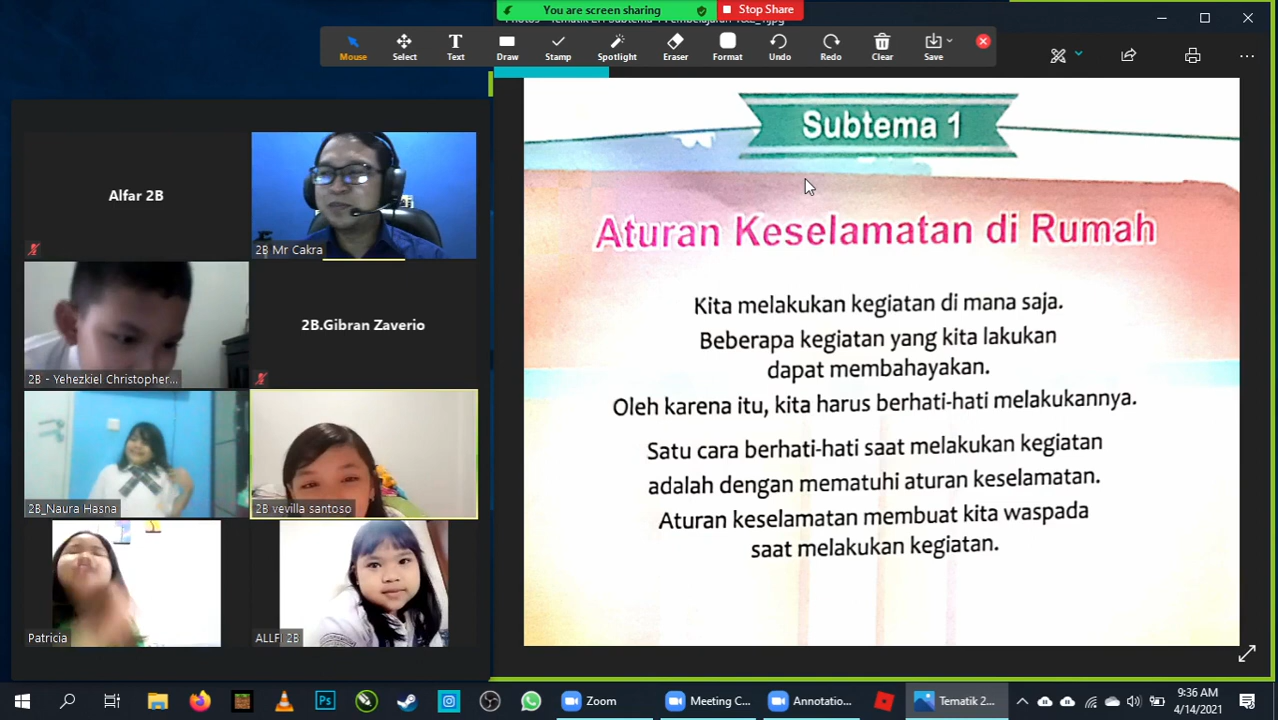 You are screen sharing
Stop Share
Mouse
Select
Text
Draw
Stamp
Spotlight
Eraser
Format
Undo
Redo
Clear
Save
Alfar 2B
2B Mr Cakra
2B - Yehezkiel Christopher...
2B.Gibran Zaverio
2B_Naura Hasna
2B vevilla santoso
Patricia
ALLFI 2B
Subtema 1
Aturan Keselamatan di Rumah
Kita melakukan kegiatan di mana saja.
Beberapa kegiatan yang kita lakukan
dapat membahayakan.
Oleh karena itu, kita harus berhati-hati melakukannya.
Satu cara berhati-hati saat melakukan kegiatan
adalah dengan mematuhi aturan keselamatan.
Aturan keselamatan membuat kita waspada
saat melakukan kegiatan.
Ps
Zoom
Meeting C...
Annotatio...
Tematik 2...
9:36 AM
4/14/2021